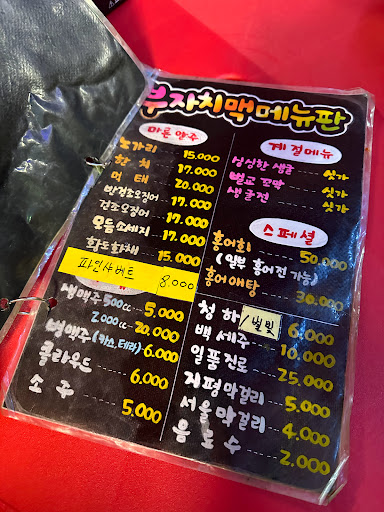 부자치맥메뉴판
마른안주
노가리 15.000
한치 17.000
먹태 20.000
반건조오징어 17.000
건조오징어 17.000
모듬소세지 17.000
황도화채 15.000
파인샤베트 8.000
생맥주 500cc 5.000
2000cc 20.000
병맥주(카스,테라) 6.000
클라우드 6.000
소주 5.000
계절메뉴
싱싱한 생굴 싯가
벌교 꼬막 싯가
생굴전 싯가
스페셜
홍어회 50.000
(일부 홍어전 가능)
홍어애탕 30.000
청하/별빛 6.000
백세주 10.000
일품진로 25.000
지평막걸리 5.000
서울막걸리 4.000
음료수 2.000